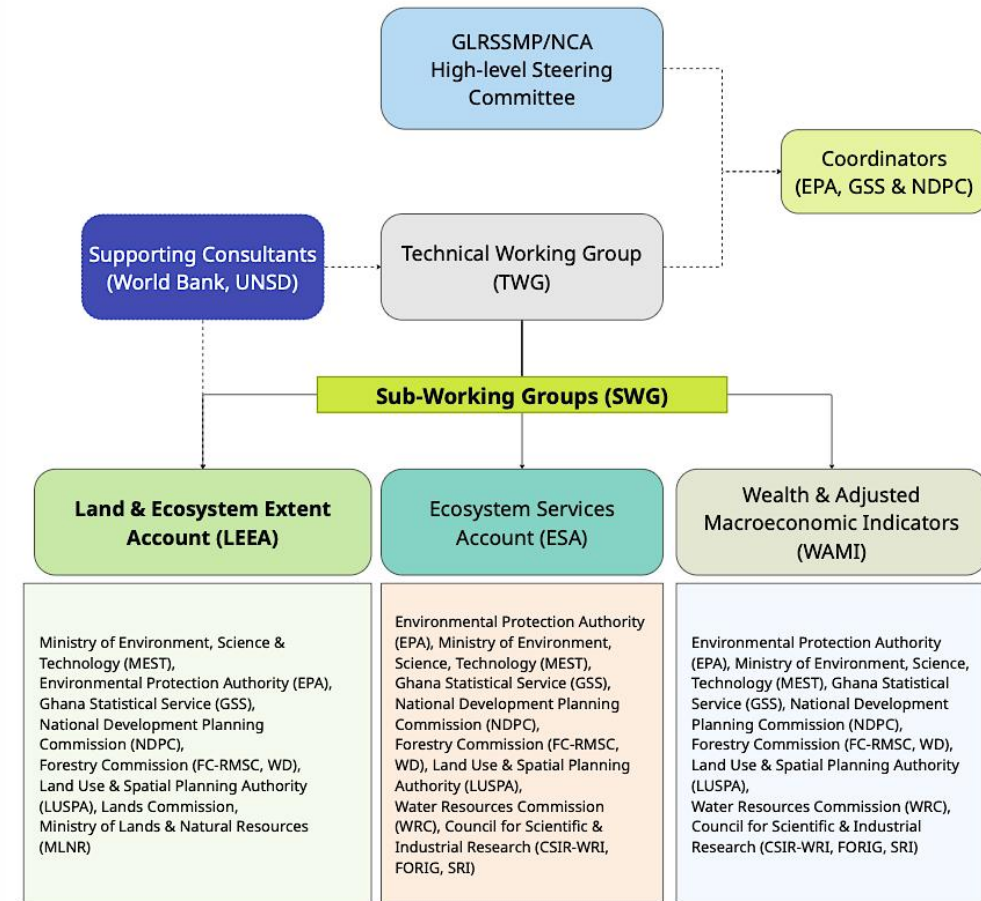 GLRSSMP/NCA
High-level Steering
Committee
Coordinators
(EPA, GSS & NDPC)
Supporting Consultants
(World Bank, UNSD)
Technical Working Group
(TWG)
Sub-Working Groups (SWG)
Land & Ecosystem Extent
Account (LEEA)
Ecosystem Services
Account (ESA)
Wealth & Adjusted
Macroeconomic Indicators
(WAMI)
Ministry of Environment, Science &
Technology (MEST),
Environmental Protection Authority (EPA),
Ghana Statistical Service (GSS),
National Development Planning
Commission (NDPC),
Forestry Commission (FC-RMSC, WD),
Land Use & Spatial Planning Authority
(LUSPA), Lands Commission,
Ministry of Lands & Natural Resources
(MLNR)
Environmental Protection Authority
(EPA), Ministry of Environment,
Science, Technology (MEST),
Ghana Statistical Service (GSS),
National Development Planning
Commission (NDPC),
Forestry Commission (FC-RMSC,
WD), Land Use & Spatial Planning
Authority (LUSPA),
Water Resources Commission
(WRC), Council for Scientific &
Industrial Research (CSIR-WRI,
FORIG, SRI)
Environmental Protection Authority
(EPA), Ministry of Environment, Science,
Technology (MEST), Ghana Statistical
Service (GSS), National Development
Planning Commission (NDPC),
Forestry Commission (FC-RMSC, WD),
Land Use & Spatial Planning Authority
(LUSPA),
Water Resources Commission (WRC),
Council for Scientific & Industrial
Research (CSIR-WRI, FORIG, SRI)